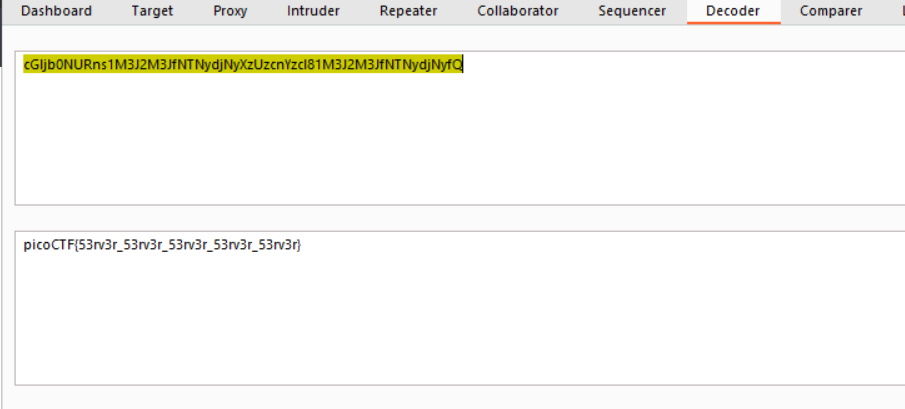 Dashboard Target Proxy Intruder Repeater Collaborator Sequencer Decoder Comparer
cGljb0NURns1M3J2M3JfNTNydjNyXzUzcnYzcl81M3J2M3JfNTNydjNyfQ
picoCTF{53rv3r_53rv3r_53rv3r_53rv3r_53rv3r}